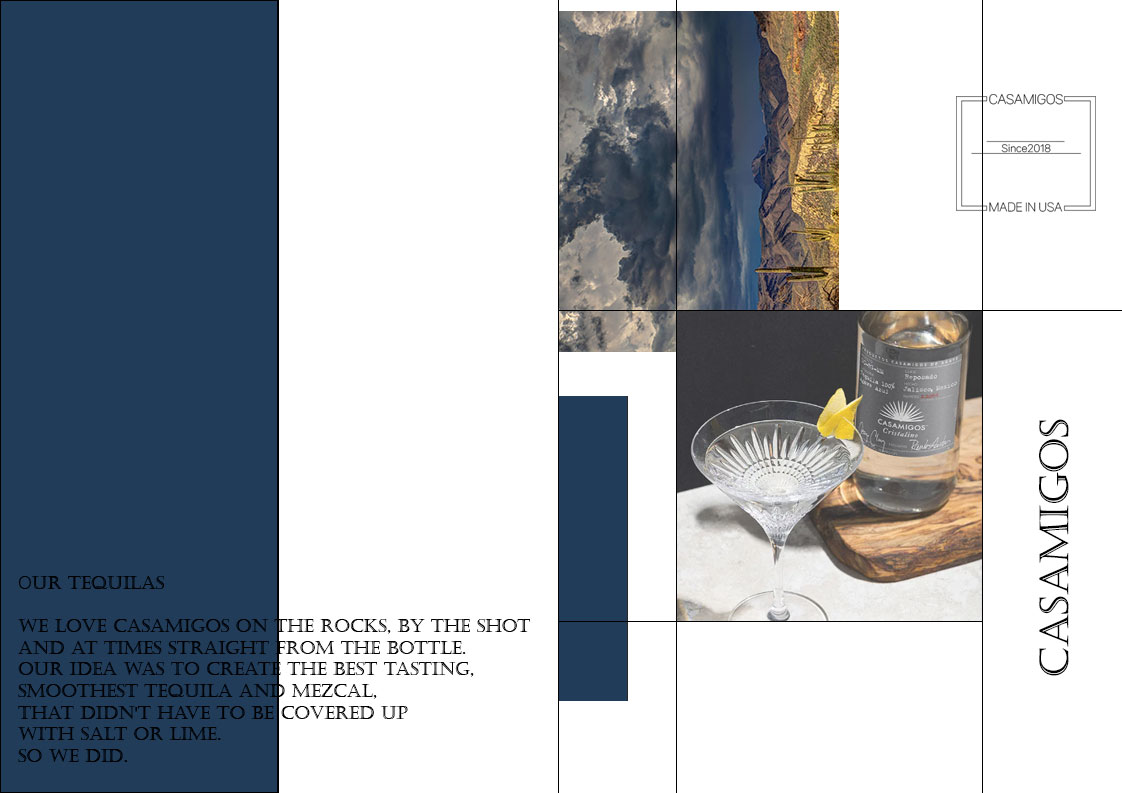 CASAMIGOS
Since2018
MADE IN USA
Reposado
Jalisco, Mexico
CASAMIGOS
Cristalino
CASAMIGOS
OUR TEQUILAS
WE LOVE CASAMIGOS ON THE ROCKS, BY THE SHOT
AND AT TIMES STRAIGHT FROM THE BOTTLE.
OUR IDEA WAS TO CREATE THE BEST TASTING,
SMOOTHEST TEQUILA AND MEZCAL,
THAT DIDN'T HAVE TO BE COVERED UP
WITH SALT OR LIME.
SO WE DID.